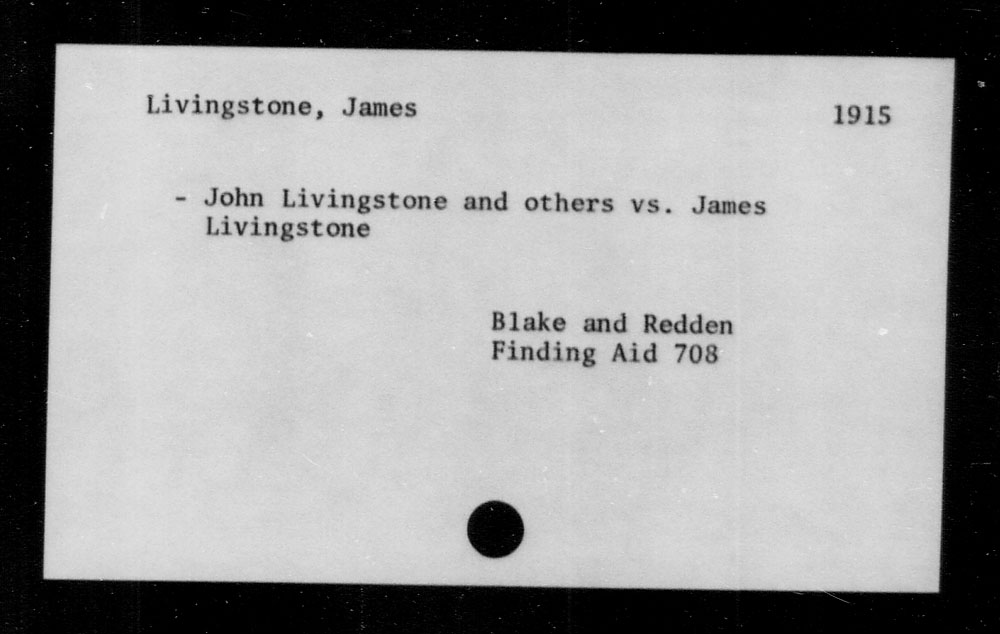 Livingstone, James 1915
- John Livingstone and others vs. James
Livingstone
Blake and Redden
Finding Aid 708